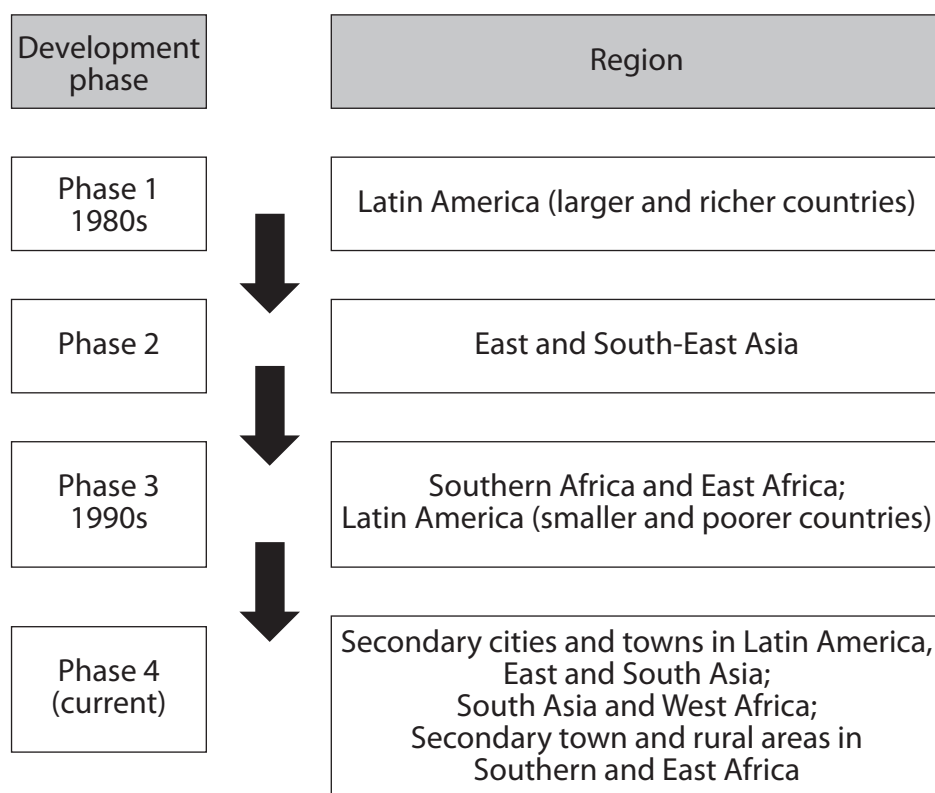 Development
phase
Region
Phase 1
1980s
Latin America (larger and richer countries)
Phase 2
East and South-East Asia
Phase 3
1990s
Southern Africa and East Africa;
Latin America (smaller and poorer countries)
Phase 4
(current)
Secondary cities and towns in Latin America,
East and South Asia;
South Asia and West Africa;
Secondary town and rural areas in
Southern and East Africa